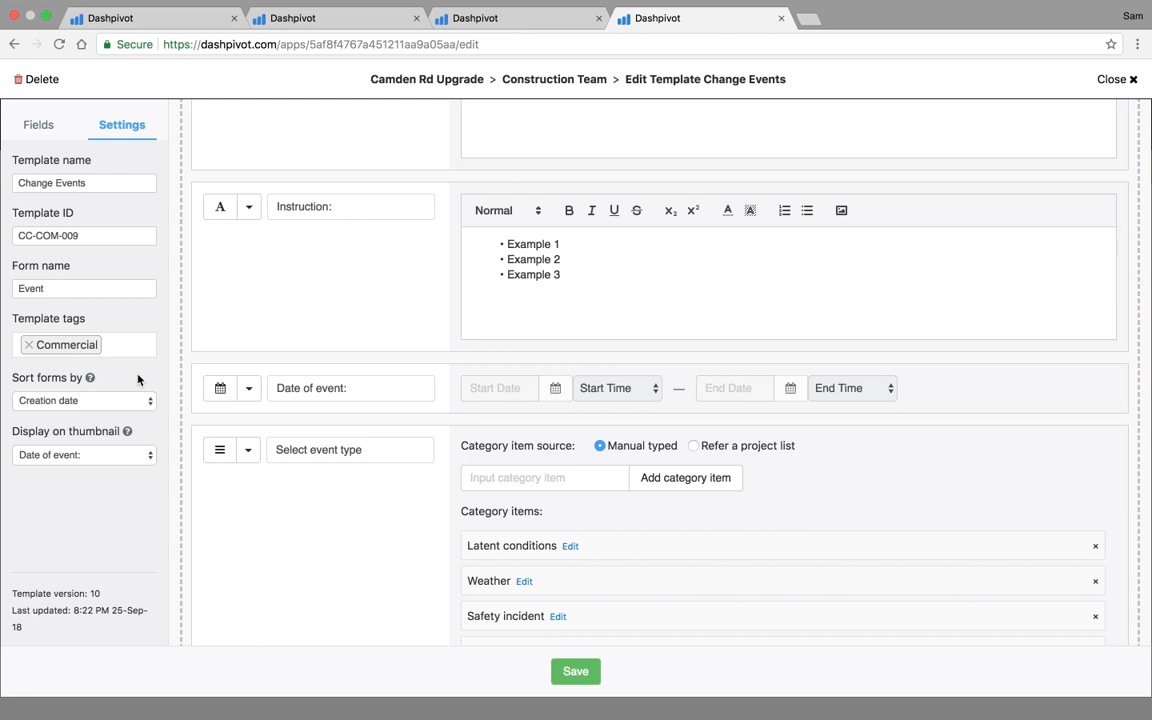 Dashpivot
Dashpivot
Dashpivot
Dashpivot
Sam
Secure
https://dashpivot.com/apps/5af8f4767a451211aa9a05aa/edit
Delete
Camden Rd Upgrade > Construction Team > Edit Template Change Events
Close
Fields
Settings
Template name
Change Events
Template ID
CC-COM-009
Form name
Event
Template tags
Commercial
Sort forms by
Creation date
Display on thumbnail
Date of event:
Template version: 10
Last updated: 8:22 PM 25-Sep-
18
A
Instruction:
Normal
B I U S X₂ X² A A
• Example 1
• Example 2
• Example 3
Date of event:
Start Date
Start Time
—
End Date
End Time
Select event type
Category item source:
Manual typed
Refer a project list
Input category item
Add category item
Category items:
Latent conditions Edit ×
Weather Edit ×
Safety incident Edit ×
Save